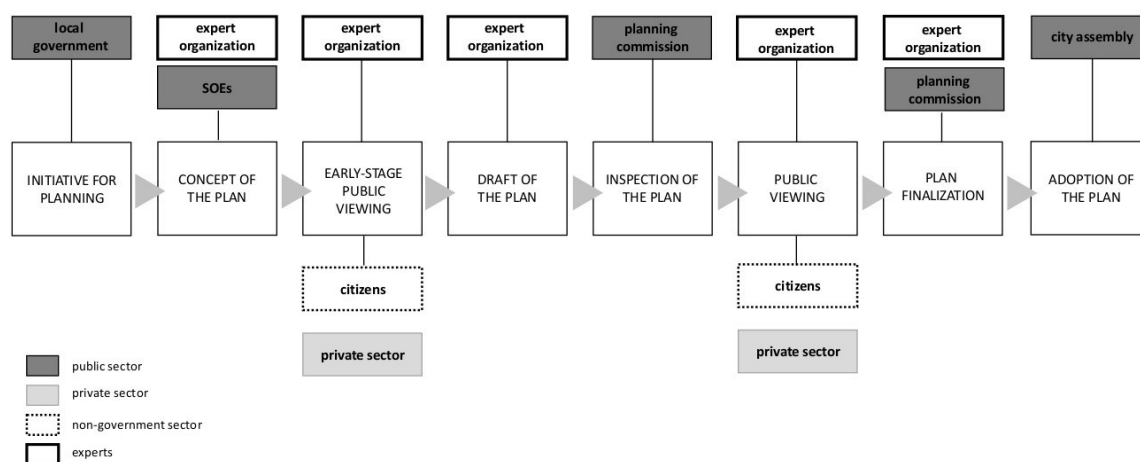 local
government
expert
organization
SOEs
expert
organization
expert
organization
planning
commission
expert
organization
expert
organization
planning
commission
city assembly
INITIATIVE FOR
PLANNING
CONCEPT OF
THE PLAN
EARLY-STAGE
PUBLIC
VIEWING
DRAFT OF
THE PLAN
INSPECTION OF
THE PLAN
PUBLIC
VIEWING
PLAN
FINALIZATION
ADOPTION OF
THE PLAN
citizens
citizens
private sector
private sector
public sector
private sector
non-government sector
experts